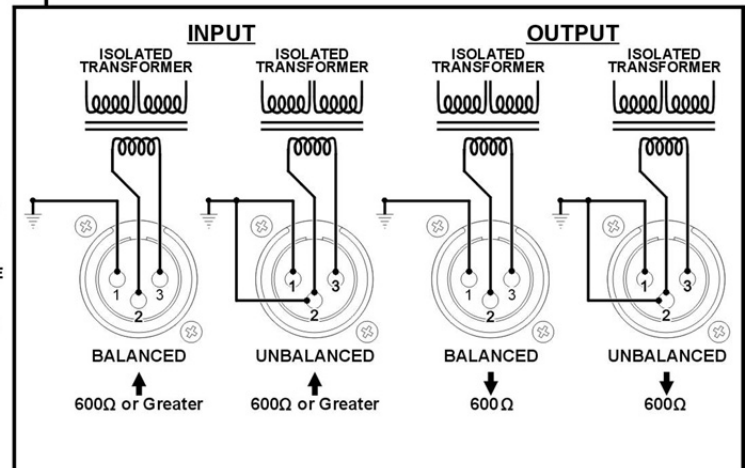 INPUT
OUTPUT
ISOLATED
TRANSFORMER
ISOLATED
TRANSFORMER
ISOLATED
TRANSFORMER
ISOLATED
TRANSFORMER
E
1
2
3
1
2
3
1
2
3
1
2
3
BALANCED
UNBALANCED
BALANCED
UNBALANCED
600Ω or Greater
600Ω or Greater
600Ω
600Ω